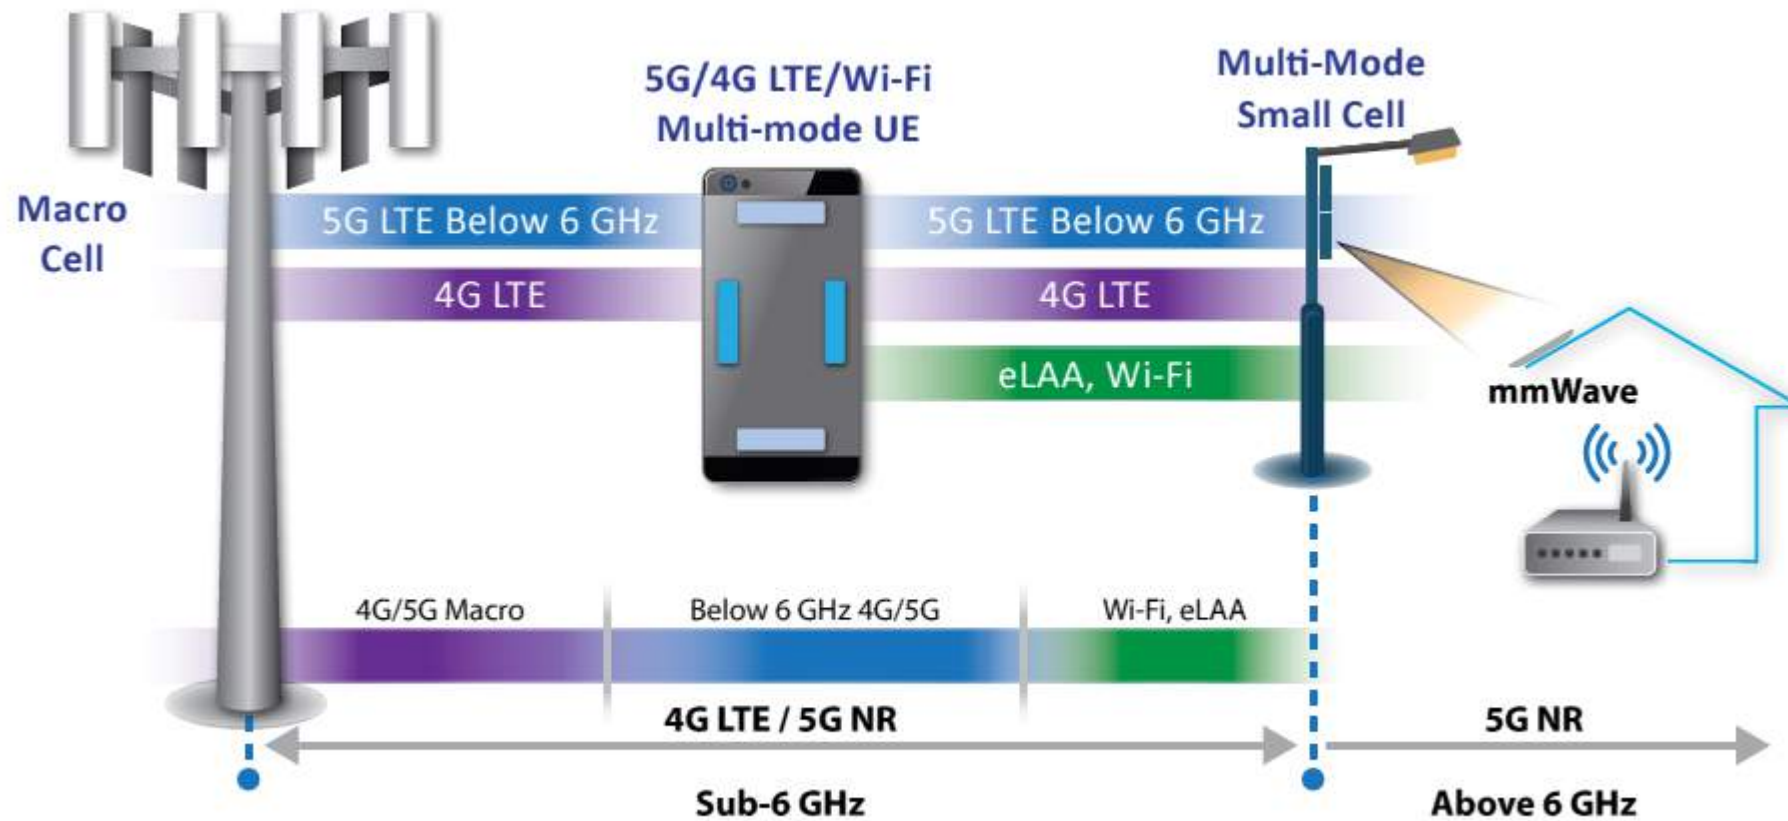 5G/4G LTE/Wi-Fi
Multi-mode UE
Multi-Mode
Small Cell
Macro
Cell
5G LTE Below 6 GHz
5G LTE Below 6 GHz
4G LTE
4G LTE
eLAA, Wi-Fi
mmWave
4G/5G Macro
Below 6 GHz 4G/5G
Wi-Fi, eLAA
4G LTE / 5G NR
5G NR
Sub-6 GHz
Above 6 GHz